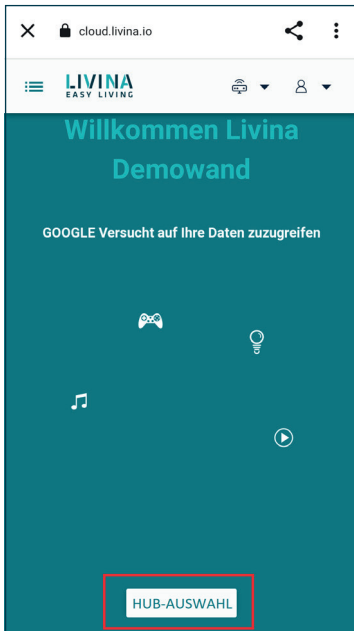 cloud.livina.io
LIVINA
EASY LIVING
Willkommen Livina
Demowand
GOOGLE Versucht auf Ihre Daten zuzugreifen
HUB-AUSWAHL